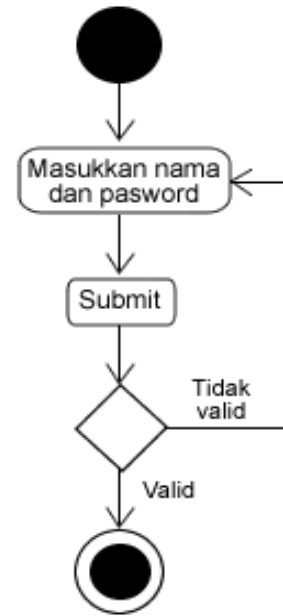 Masukkan nama
dan pasword
Submit
Tidak
valid
Valid